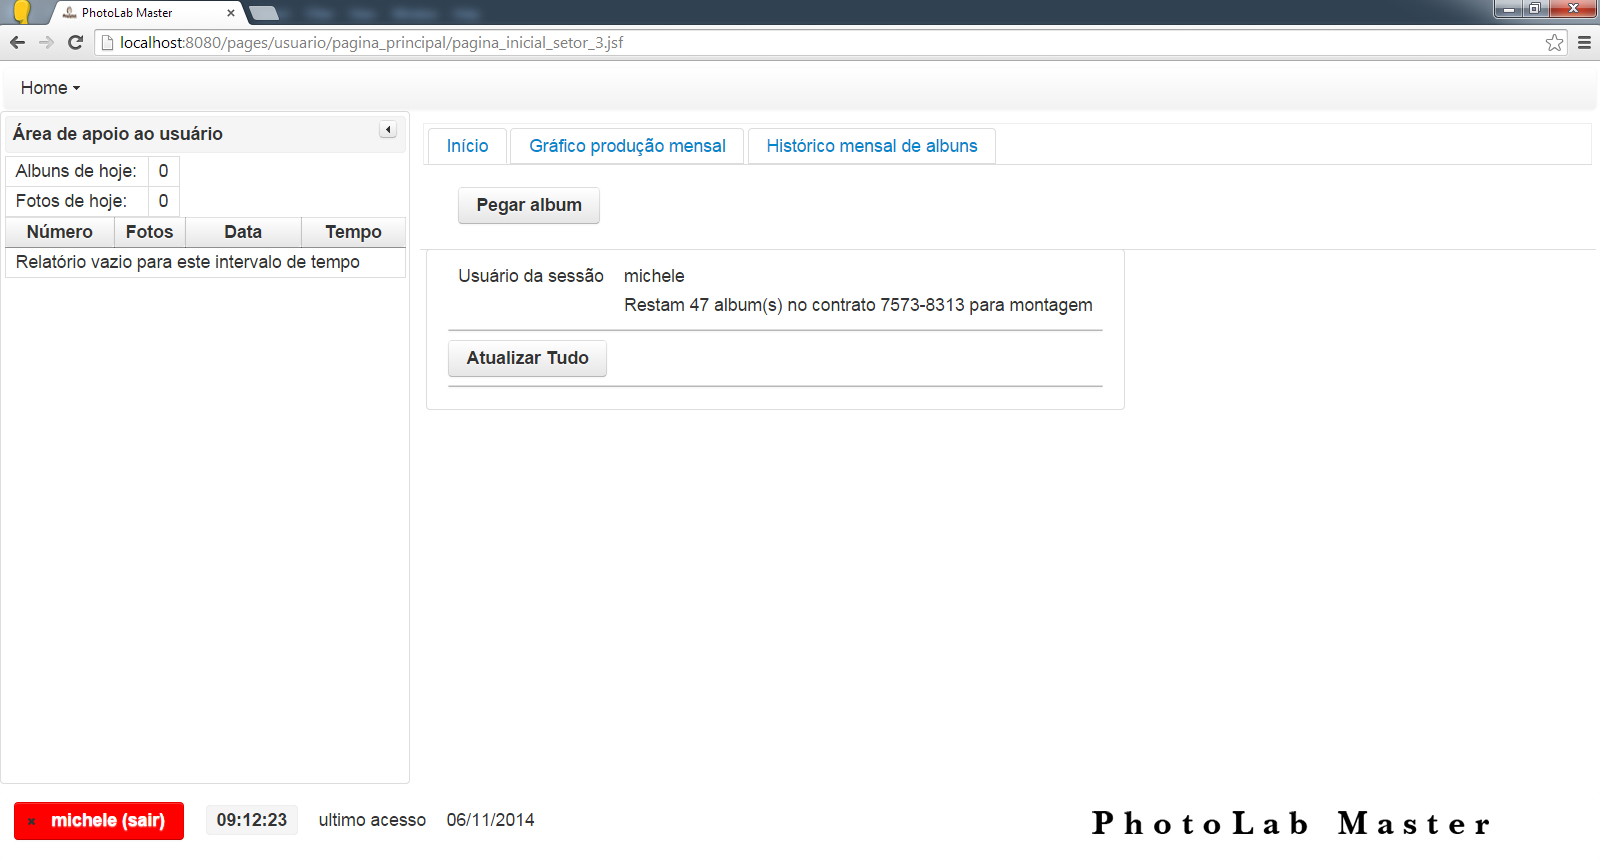 PhotoLab Master
localhost:8080/pages/usuario/pagina_principal/pagina_inicial_setor_3.jsf
Home
Área de apoio ao usuário
Albuns de hoje: 0
Fotos de hoje: 0
Número Fotos Data Tempo
Relatório vazio para este intervalo de tempo
Início Gráfico produção mensal Histórico mensal de albuns
Pegar album
Usuário da sessão michele
Restam 47 album(s) no contrato 7573-8313 para montagem
Atualizar Tudo
michele (sair) 09:12:23 ultimo acesso 06/11/2014
PhotoLab Master